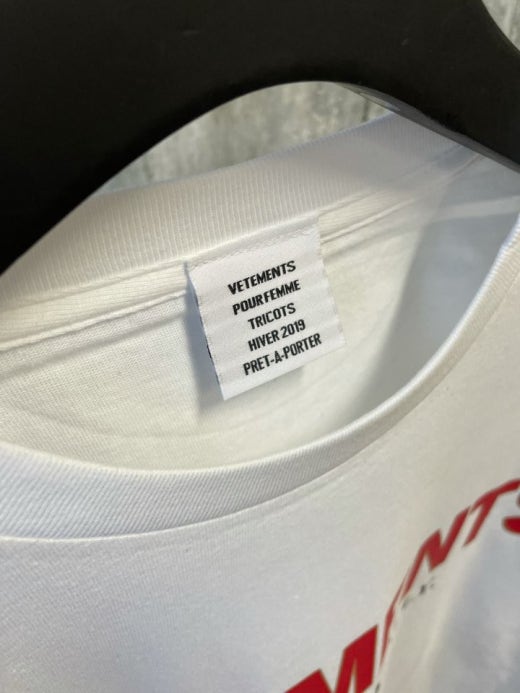 VETEMENTS
POUR FEMME
TRICOTS
HIVER 2019
PRET-A-PORTER